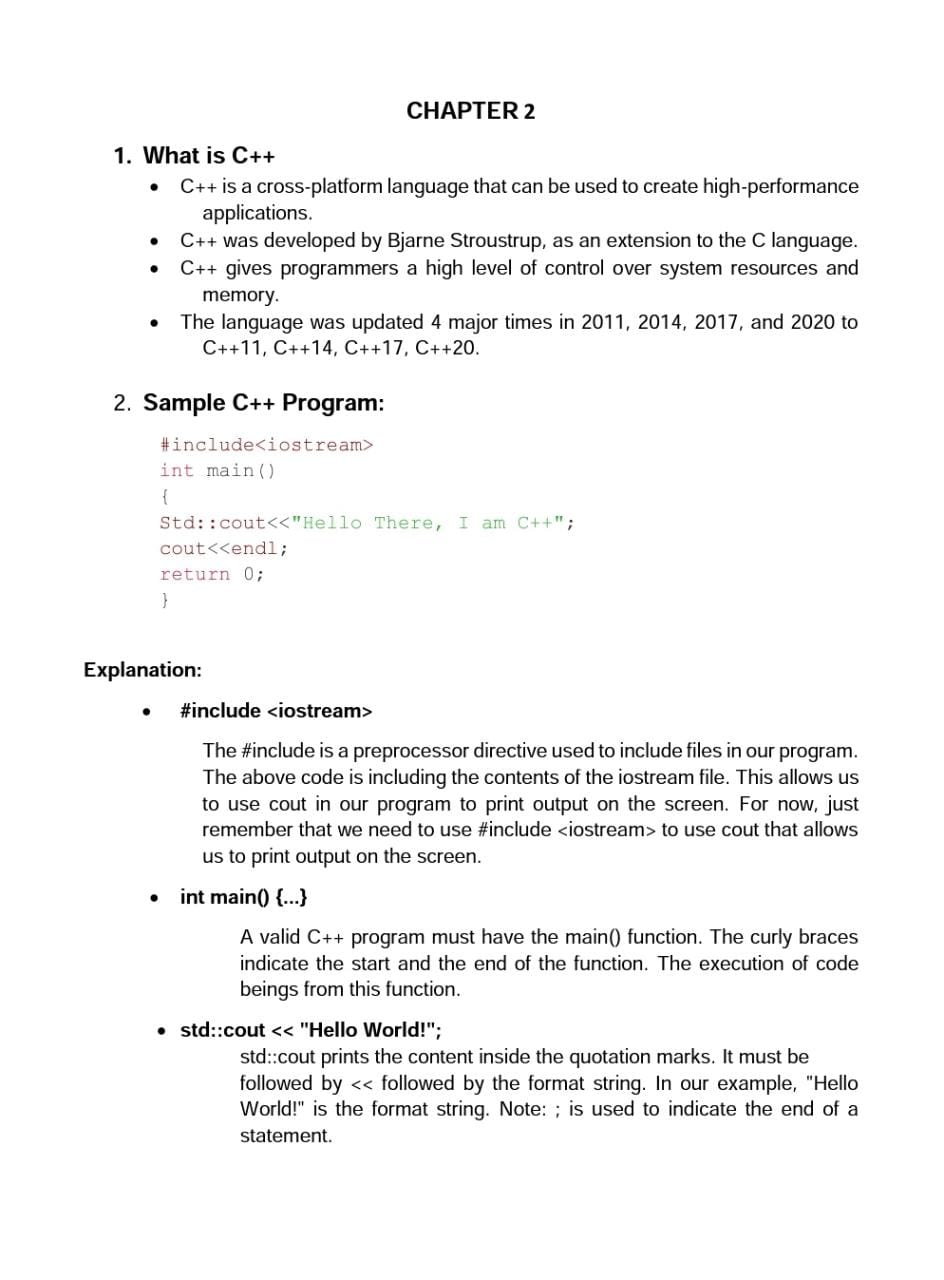 CHAPTER 2
1. What is C++
• C++ is a cross-platform language that can be used to create high-performance
applications.
• C++ was developed by Bjarne Stroustrup, as an extension to the C language.
• C++ gives programmers a high level of control over system resources and
memory.
• The language was updated 4 major times in 2011, 2014, 2017, and 2020 to
C++11, C++14, C++17, C++20.
2. Sample C++ Program:
#include<iostream>
int main()
{
Std::cout<<"Hello There, I am C++";
cout<<endl;
return 0;
}
Explanation:
• #include <iostream>
The #include is a preprocessor directive used to include files in our program.
The above code is including the contents of the iostream file. This allows us
to use cout in our program to print output on the screen. For now, just
remember that we need to use #include <iostream> to use cout that allows
us to print output on the screen.
• int main() {...}
A valid C++ program must have the main() function. The curly braces
indicate the start and the end of the function. The execution of code
beings from this function.
• std::cout << "Hello World!";
std::cout prints the content inside the quotation marks. It must be
followed by << followed by the format string. In our example, "Hello
World!" is the format string. Note: ; is used to indicate the end of a
statement.